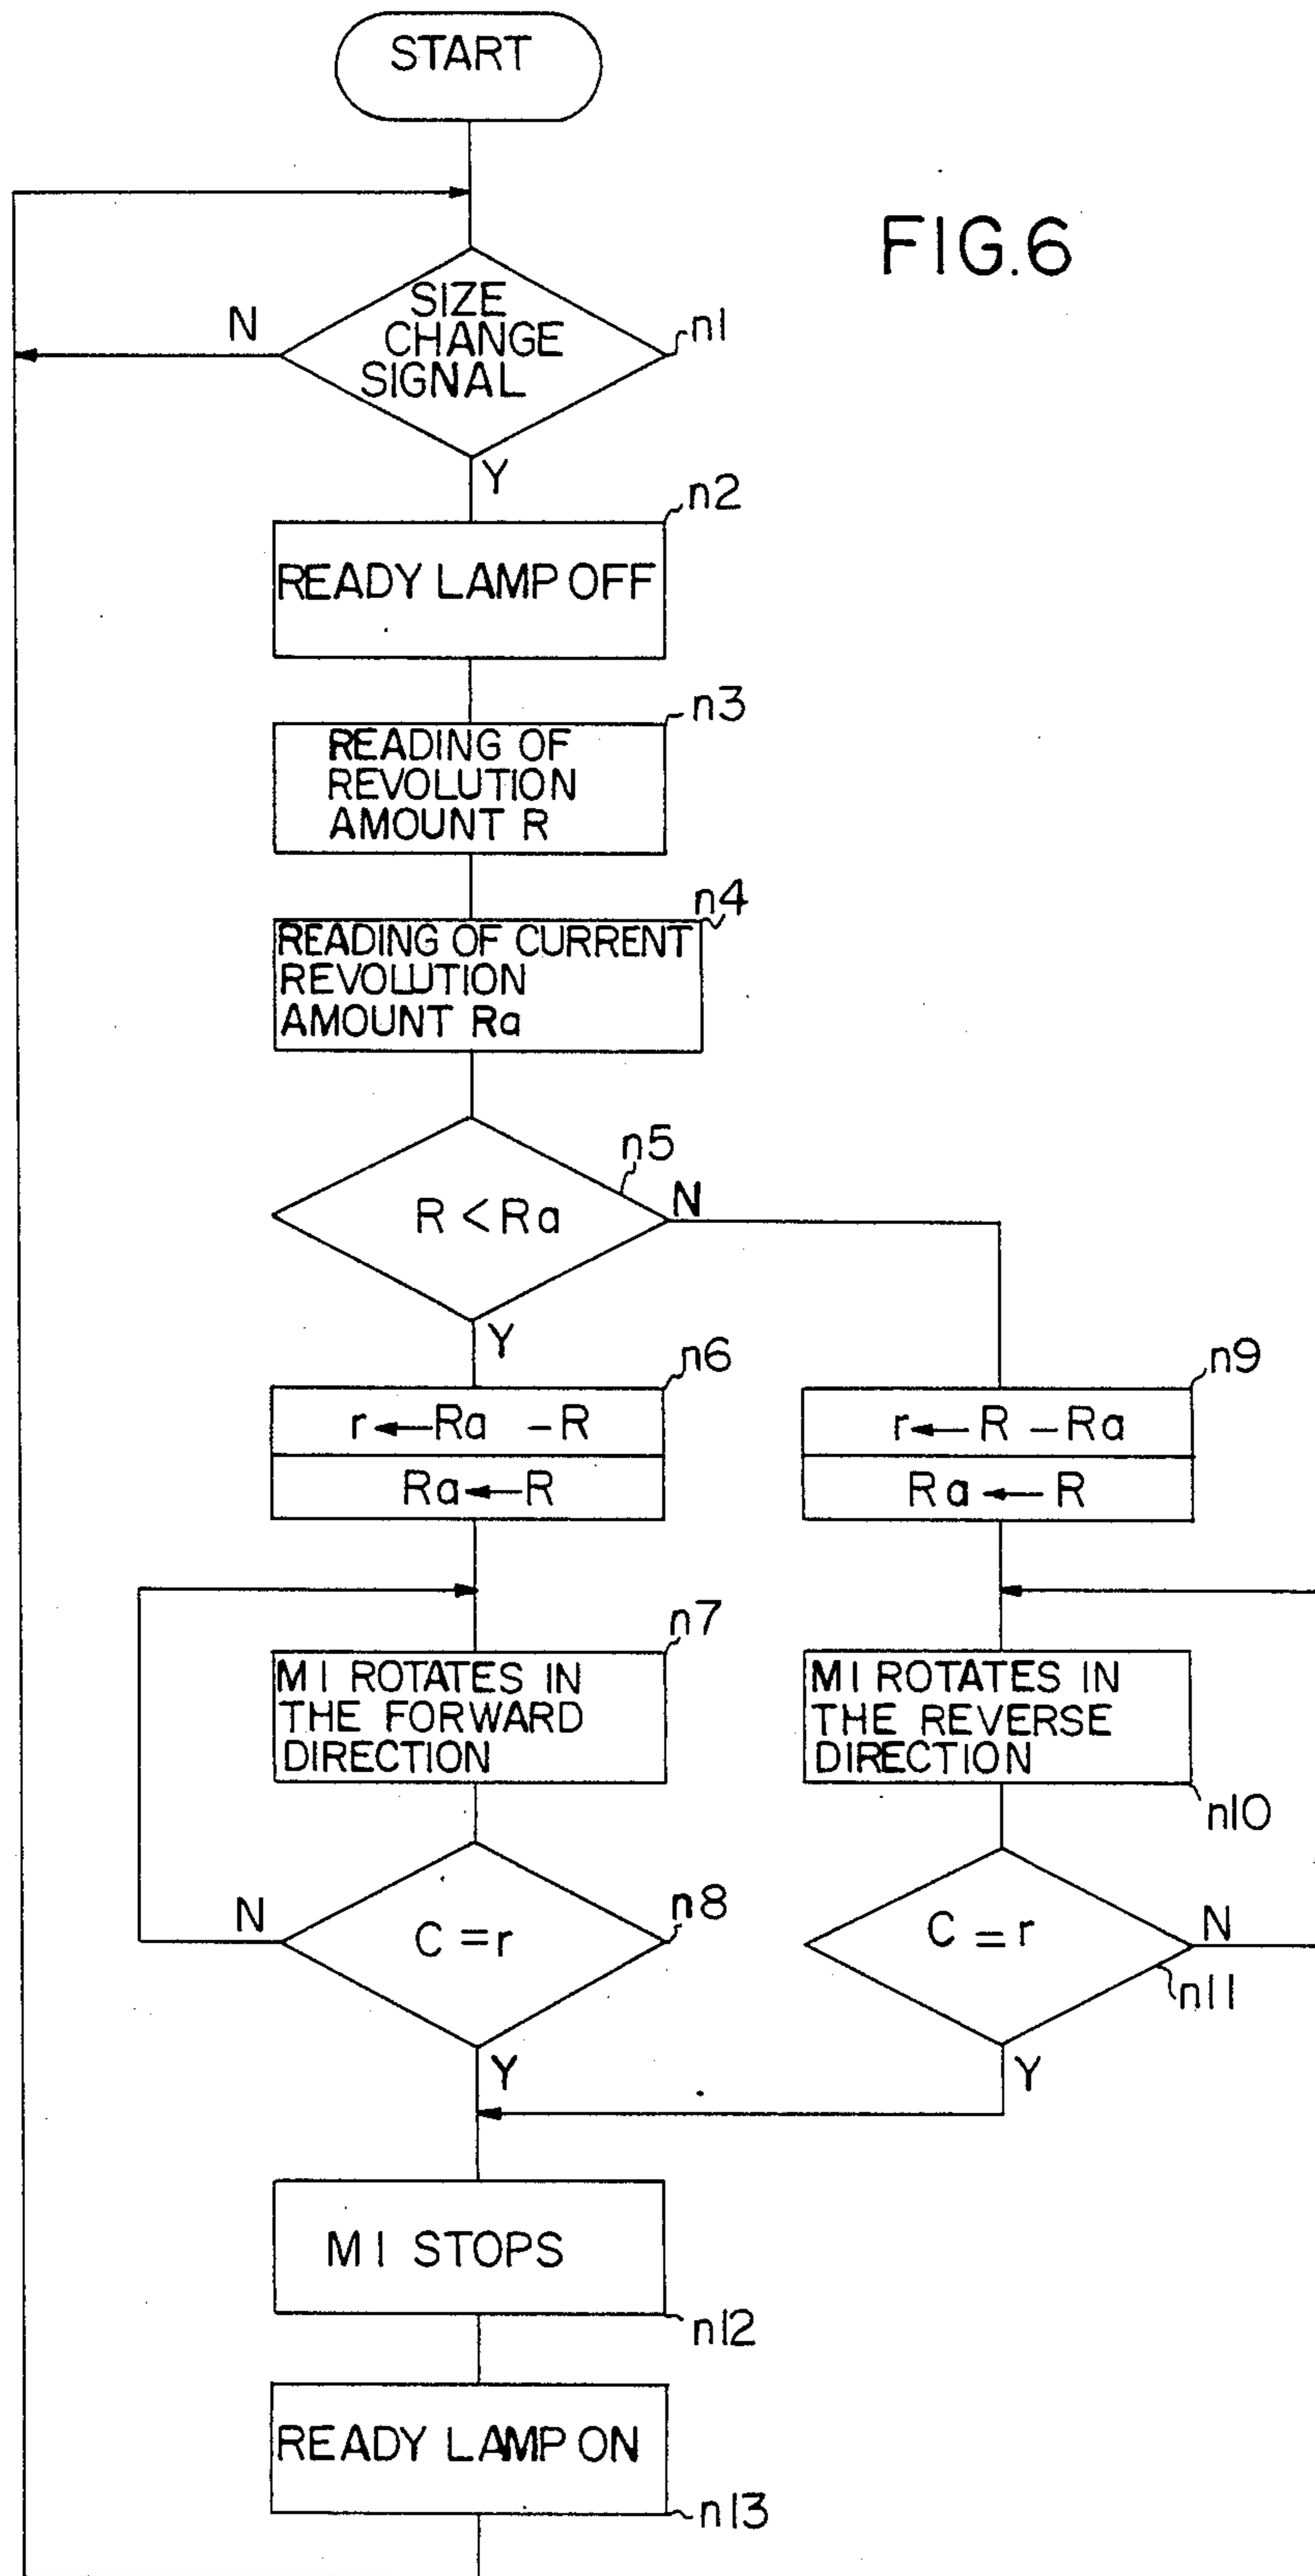 START
FIG.6
SIZE
CHANGE
SIGNAL
N
n1
Y
n2
READY LAMP OFF
n3
READING OF
REVOLUTION
AMOUNT R
n4
READING OF CURRENT
REVOLUTION
AMOUNT Ra
n5
R < Ra
N
Y
n6
r ← Ra - R
Ra ← R
n9
r ← R - Ra
Ra ← R
n7
M1 ROTATES IN
THE FORWARD
DIRECTION
M1 ROTATES IN
THE REVERSE
DIRECTION
n10
N
C = r
n8
Y
C = r
N
n11
Y
M1 STOPS
n12
READY LAMP ON
n13